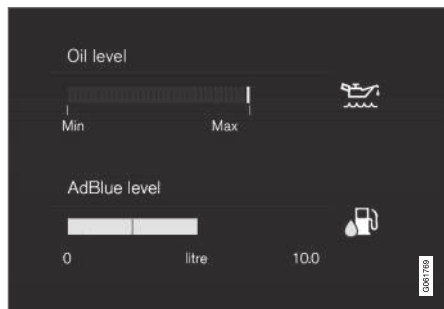 Oil level
Min Max
AdBlue level
0 litre 10.0
G061769